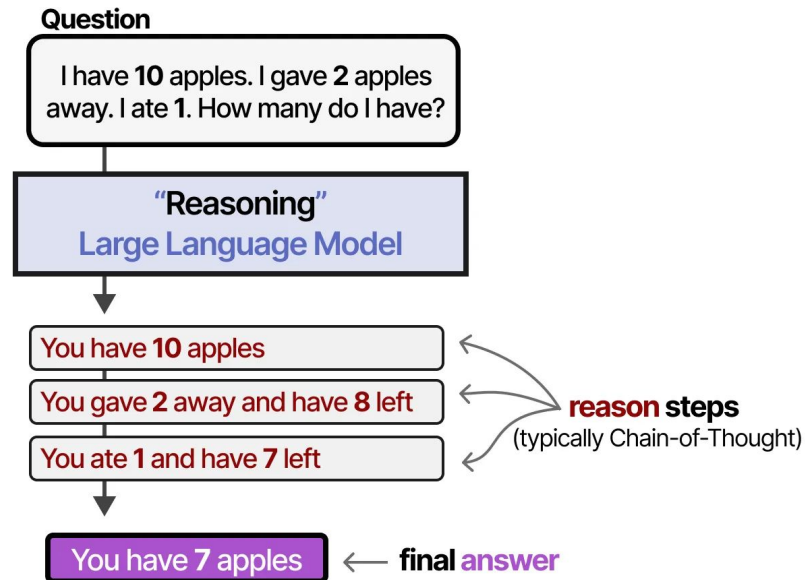 Question
I have 10 apples. I gave 2 apples
away. I ate 1. How many do I have?
“Reasoning”
Large Language Model
You have 10 apples
You gave 2 away and have 8 left
You ate 1 and have 7 left
reason steps
(typically Chain-of-Thought)
You have 7 apples
final answer